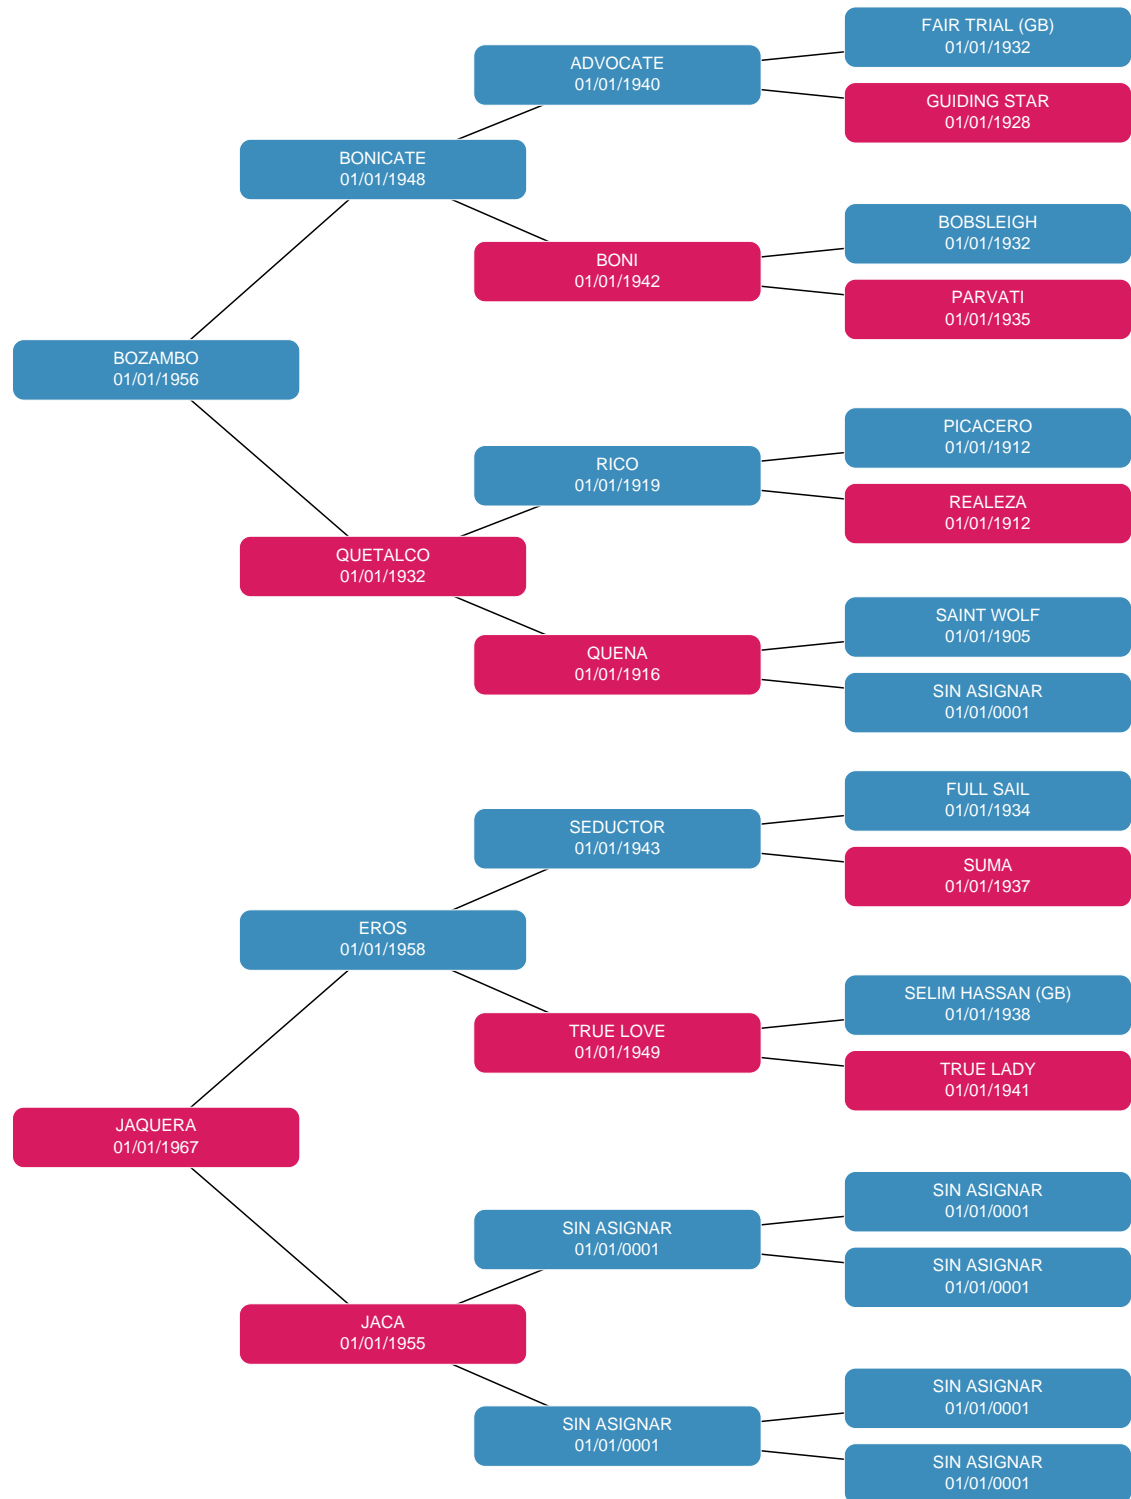 FAIR TRIAL (GB)
01/01/1932
ADVOCATE
01/01/1940
GUIDING STAR
01/01/1928
BONICATE
01/01/1948
BOBSLEIGH
01/01/1932
BONI
01/01/1942
PARVATI
01/01/1935
BOZAMBO
01/01/1956
PICACERO
01/01/1912
RICO
01/01/1919
REALEZA
01/01/1912
QUETALCO
01/01/1932
SAINT WOLF
01/01/1905
QUENA
01/01/1916
SIN ASIGNAR
01/01/0001
FULL SAIL
01/01/1934
SEDUCTOR
01/01/1943
SUMA
01/01/1937
EROS
01/01/1958
SELIM HASSAN (GB)
01/01/1938
TRUE LOVE
01/01/1949
TRUE LADY
01/01/1941
JAQUERA
01/01/1967
SIN ASIGNAR
01/01/0001
SIN ASIGNAR
01/01/0001
SIN ASIGNAR
01/01/0001
JACA
01/01/1955
SIN ASIGNAR
01/01/0001
SIN ASIGNAR
01/01/0001
SIN ASIGNAR
01/01/0001